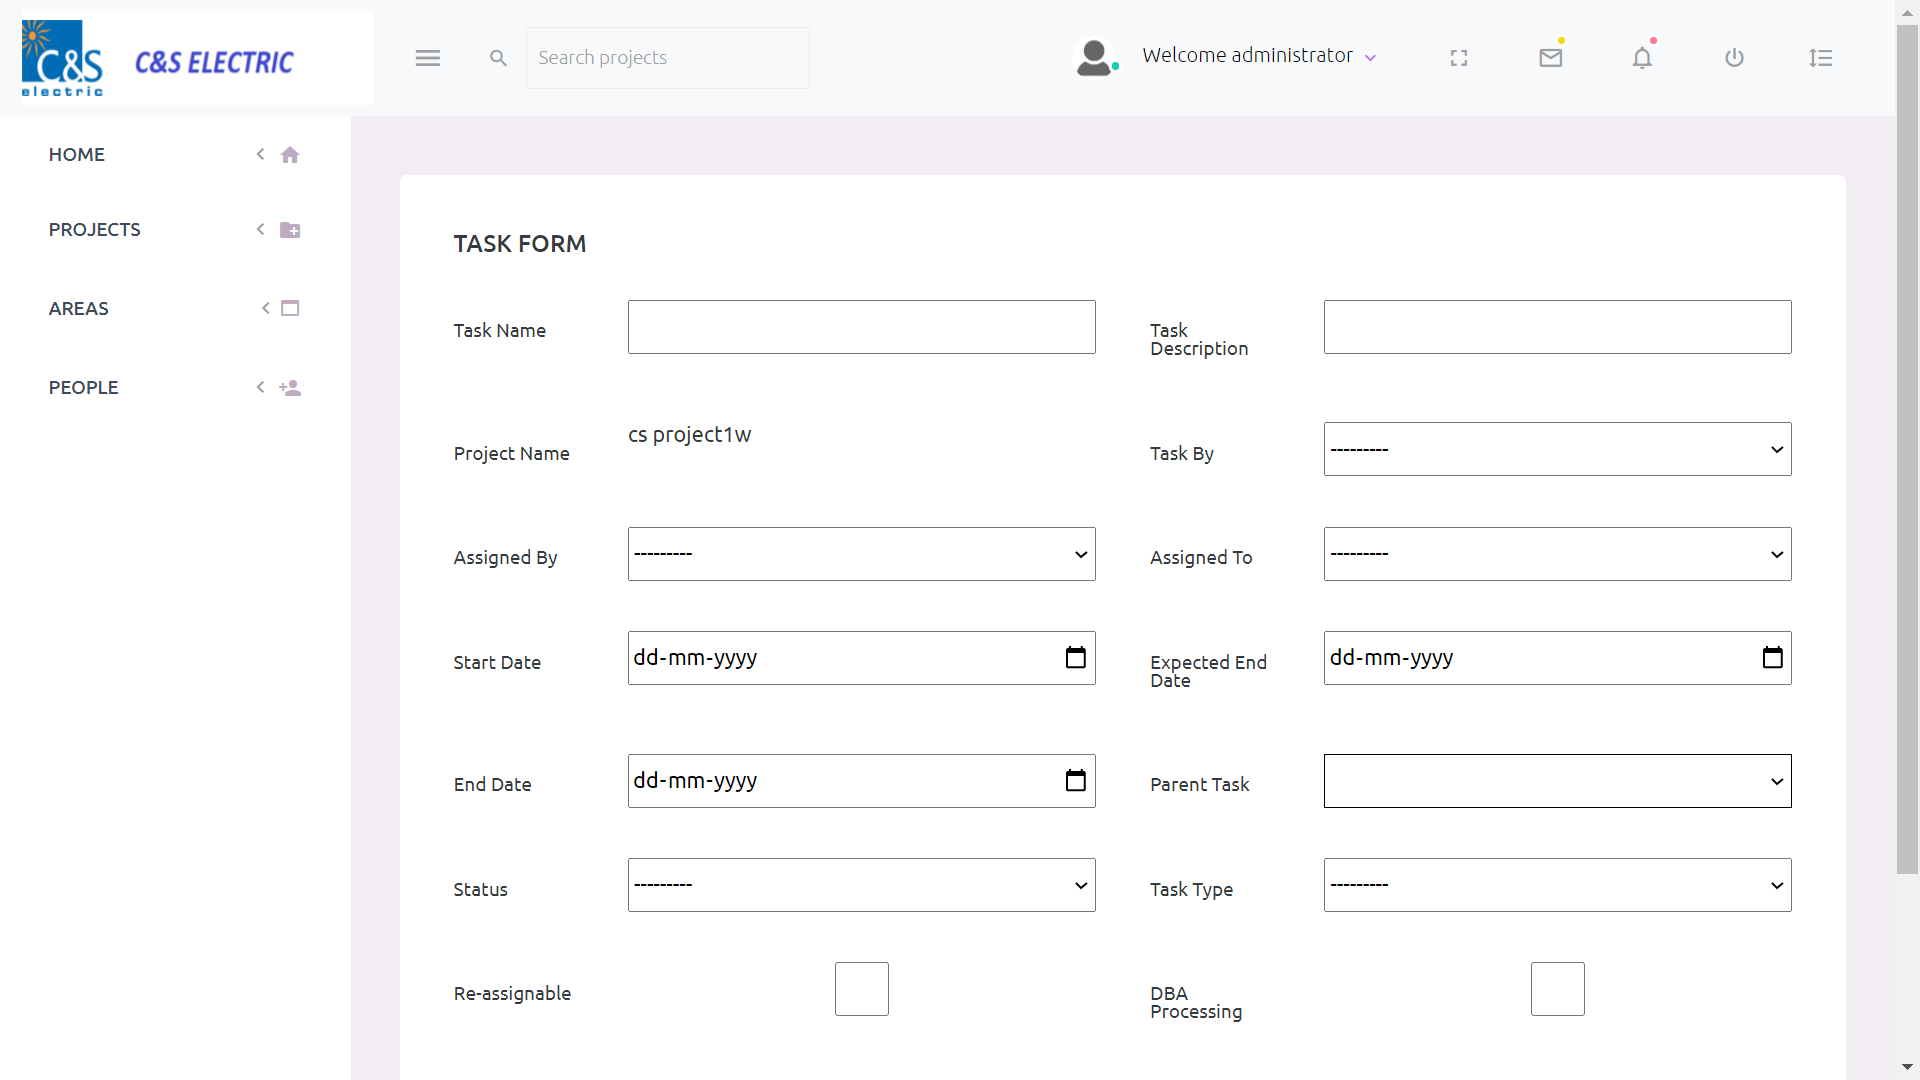 C&S
electric
C&S ELECTRIC
Search projects
Welcome administrator
HOME
PROJECTS
AREAS
PEOPLE
TASK FORM
Task Name
Task
Description
Project Name
cs project1w
Task By
---------
Assigned By
---------
Assigned To
---------
Start Date
dd-mm-yyyy
Expected End
Date
dd-mm-yyyy
End Date
dd-mm-yyyy
Parent Task
Status
---------
Task Type
---------
Re-assignable
DBA
Processing